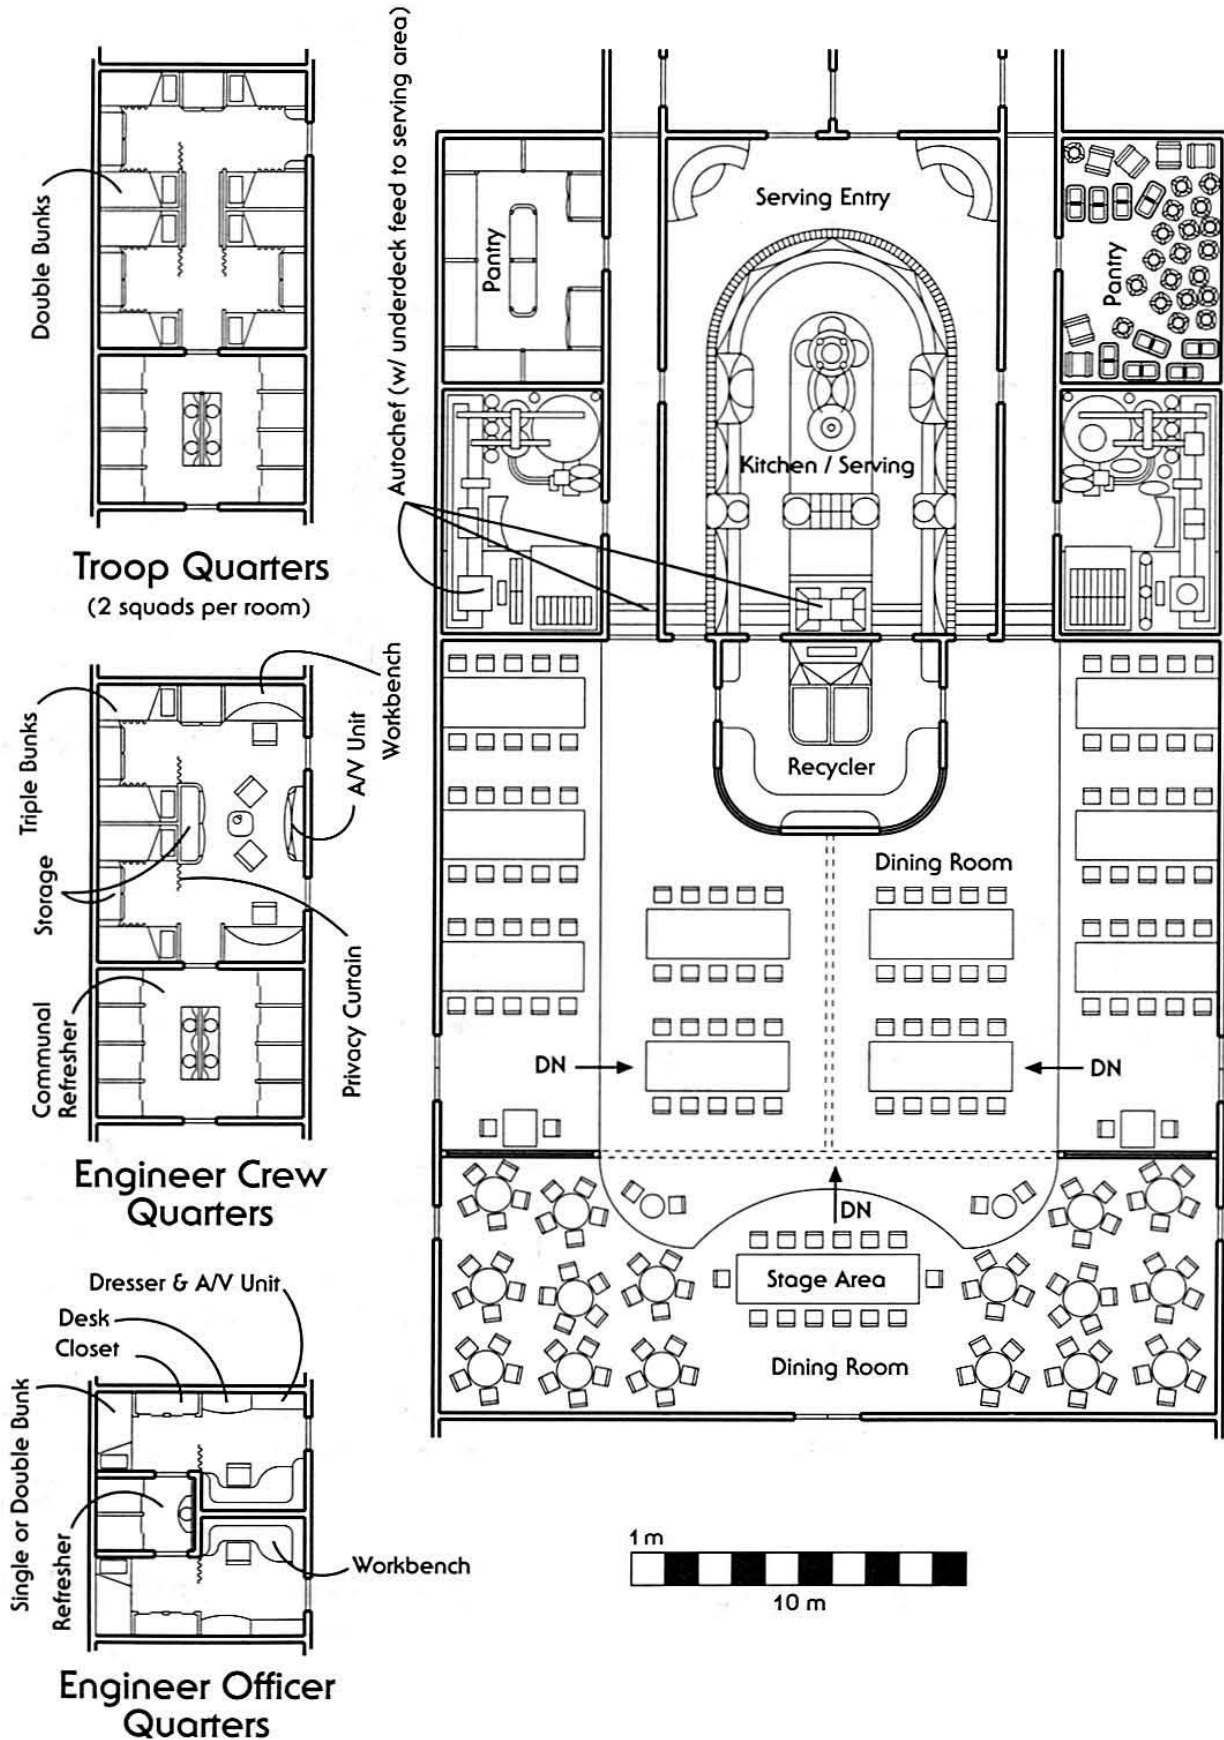 Double Bunks
Troop Quarters
(2 squads per room)
Triple Bunks
Storage
Communal
Refresher
Workbench
A/V Unit
Privacy Curtain
Engineer Crew
Quarters
Dresser & A/V Unit
Desk
Closet
Single or Double Bunk
Refresher
Workbench
Engineer Officer
Quarters
Autochef (w/ underdeck feed to serving area)
Pantry
Serving Entry
Pantry
Kitchen / Serving
Recycler
Dining Room
DN
DN
DN
Stage Area
Dining Room
1 m
10 m